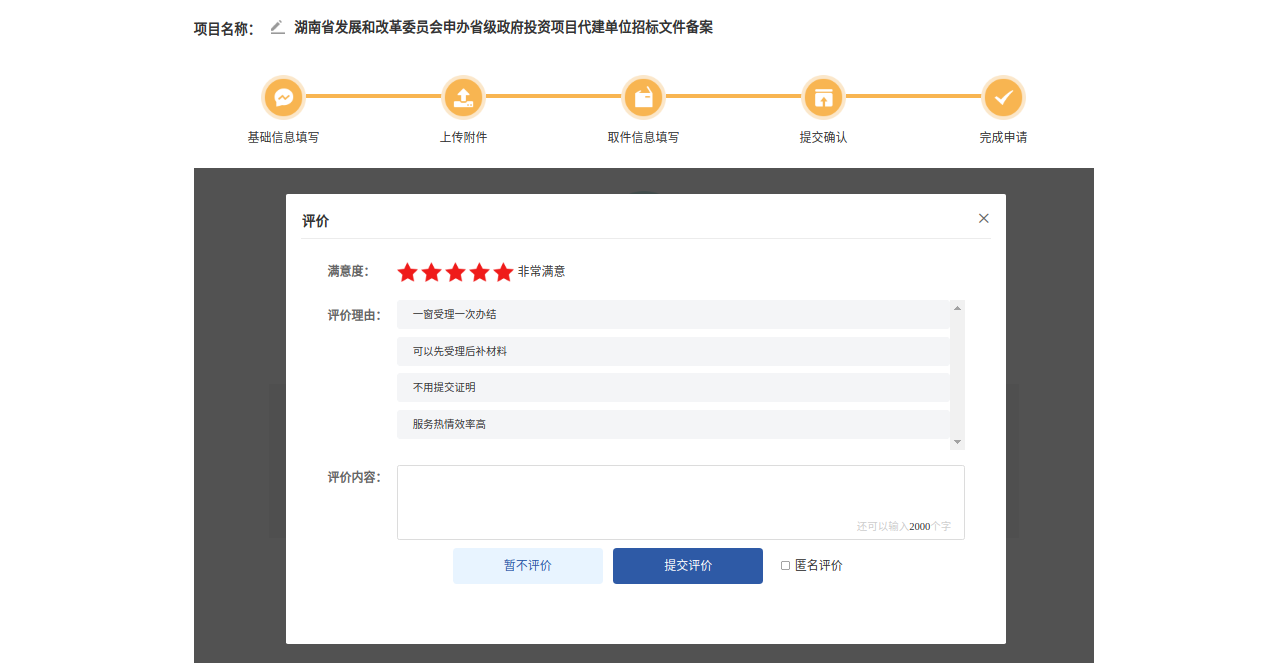 项目名称： 湖南省发展和改革委员会申办省级政府投资项目代建单位招标文件备案
基础信息填写 上传附件 取件信息填写 提交确认 完成申请
评价
满意度： 非常满意
评价理由： 一窗受理一次办结
可以先受理后补材料
不用提交证明
服务热情效率高
评价内容：
还可以输入2000个字
暂不评价 提交评价 匿名评价